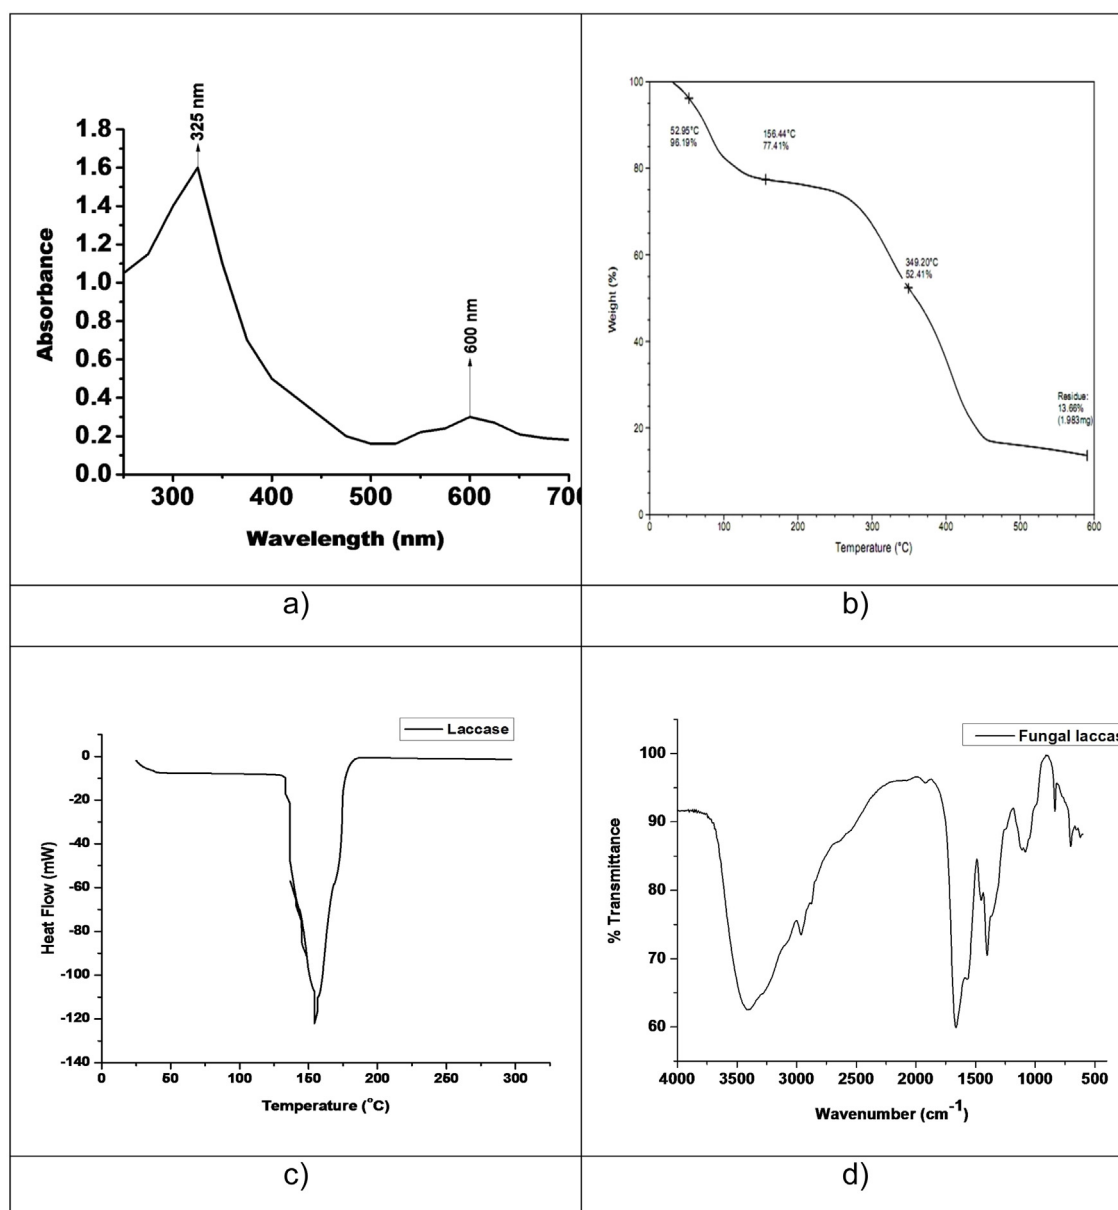 325 nm
600 nm
1.8
1.6
1.4
1.2
1.0
0.8
0.6
0.4
0.2
0.0
Absorbance
300 400 500 600 700
Wavelength (nm)
a)
100
80
60
40
20
0
Weight (%)
52.95°C
96.19%
156.44°C
77.41%
349.20°C
52.41%
Residue:
13.66%
(1.983mg)
0 100 200 300 400 500 600
Temperature (°C)
b)
Laccase
0
-20
-40
-60
-80
-100
-120
-140
Heat Flow (mW)
0 50 100 150 200 250 300
Temperature (°C)
c)
Fungal laccas
100
90
80
70
60
% Transmittance
4000 3500 3000 2500 2000 1500 1000 500
Wavenumber (cm⁻¹)
d)